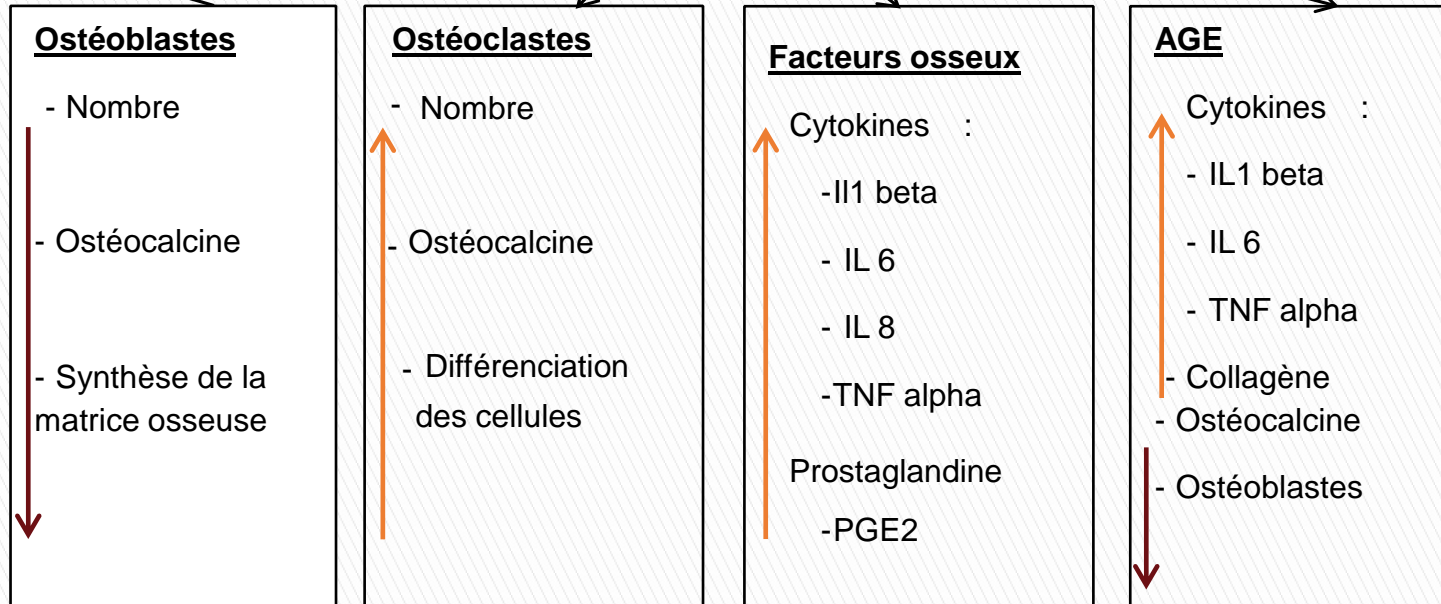 Ostéoblastes
- Nombre
- Ostéocalcine
- Synthèse de la
matrice osseuse
Ostéoclastes
- Nombre
- Ostéocalcine
- Différenciation
des cellules
Facteurs osseux
Cytokines :
-Il1 beta
- IL 6
- IL 8
-TNF alpha
Prostaglandine
-PGE2
AGE
Cytokines :
- IL1 beta
- IL 6
- TNF alpha
- Collagène
- Ostéocalcine
- Ostéoblastes